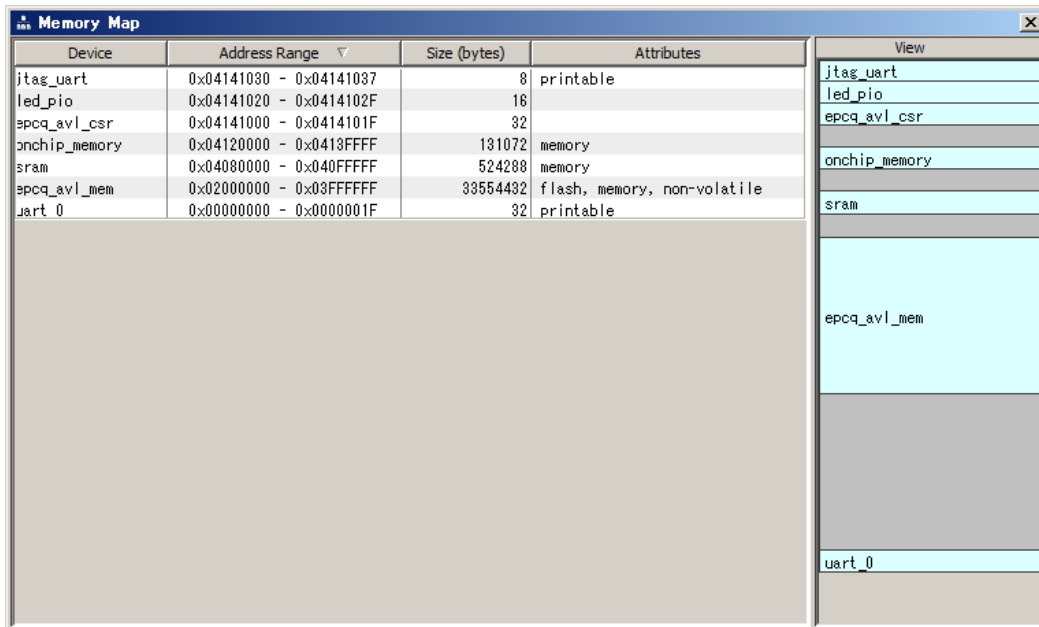 Memory Map
Device Address Range Size (bytes) Attributes
jtag_uart 0x04141030 - 0x04141037 8 printable
led_pio 0x04141020 - 0x0414102F 16
epcq_avl_csr 0x04141000 - 0x0414101F 32
onchip_memory 0x04120000 - 0x0413FFFF 131072 memory
sram 0x04080000 - 0x040FFFFF 524288 memory
epcq_avl_mem 0x02000000 - 0x03FFFFFF 33554432 flash, memory, non-volatile
uart_0 0x00000000 - 0x0000001F 32 printable
View
jtag_uart
led_pio
epcq_avl_csr
onchip_memory
sram
epcq_avl_mem
uart_0